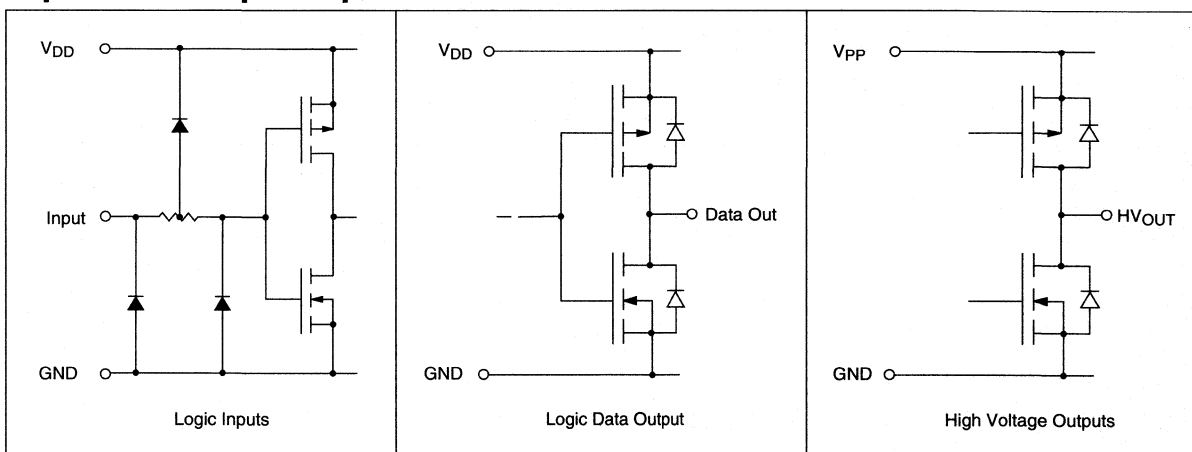 VDD
Input
GND
Logic Inputs
VDD
Data Out
GND
Logic Data Output
VPP
HVOUT
GND
High Voltage Outputs